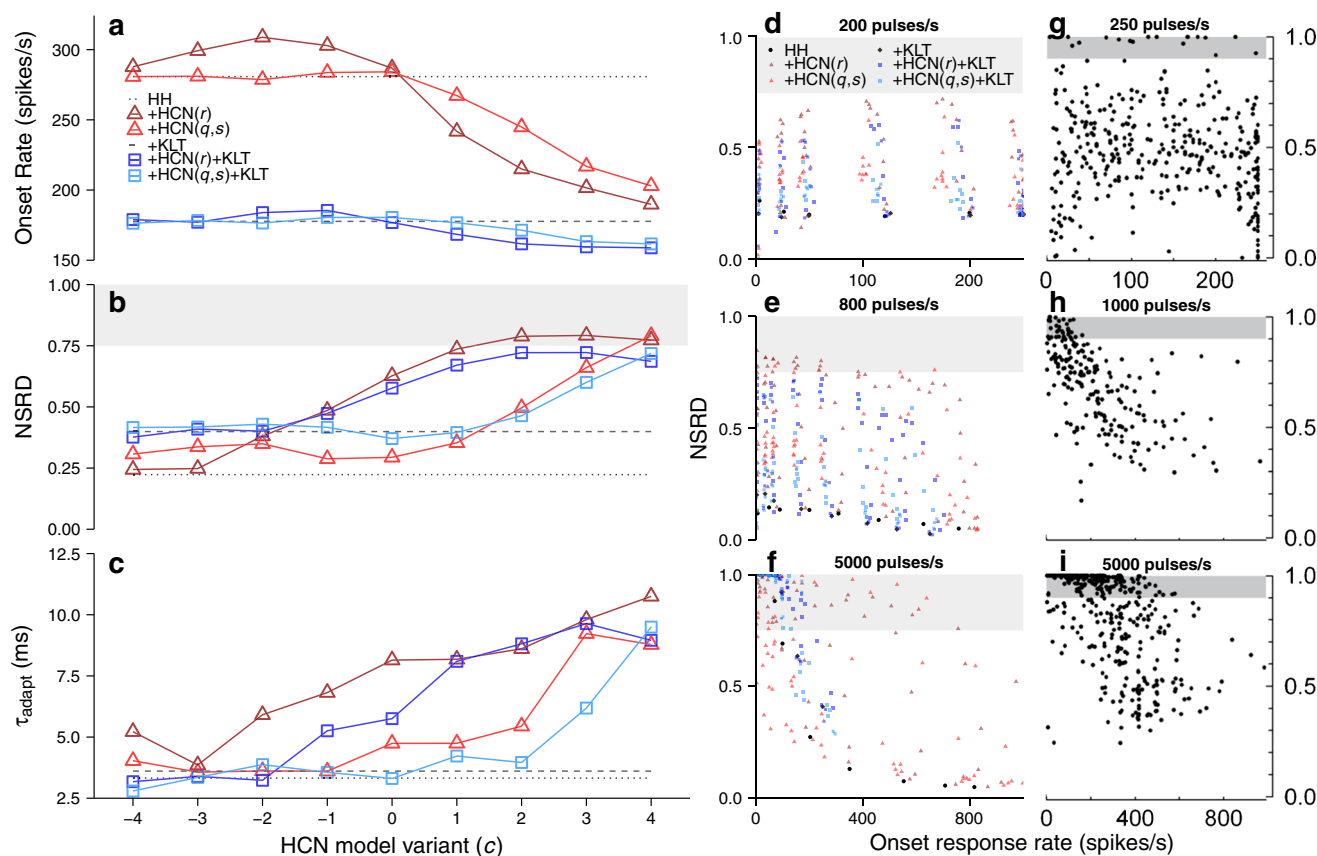 a
Onset Rate (spikes/s)
300
250
200
150
HH
+HCN(r)
+HCN(q,s)
+KLT
+HCN(r)+KLT
+HCN(q,s)+KLT
b
NSRD
1.00
0.75
0.50
0.25
0.00
c
τadapt (ms)
12.5
10.0
7.5
5.0
2.5
−4 −3 −2 −1 0 1 2 3 4
HCN model variant (c)
d
200 pulses/s
HH +KLT
+HCN(r) +HCN(r)+KLT
+HCN(q,s) +HCN(q,s)+KLT
1.0
0.5
0.0
0 100 200
e
800 pulses/s
NSRD
1.0
0.5
0.0
f
5000 pulses/s
1.0
0.5
0.0
0 400 800
g
250 pulses/s
1.0
0.5
0.0
0 100 200
h
1000 pulses/s
1.0
0.5
0.0
i
5000 pulses/s
1.0
0.5
0.0
0 400 800
Onset response rate (spikes/s)